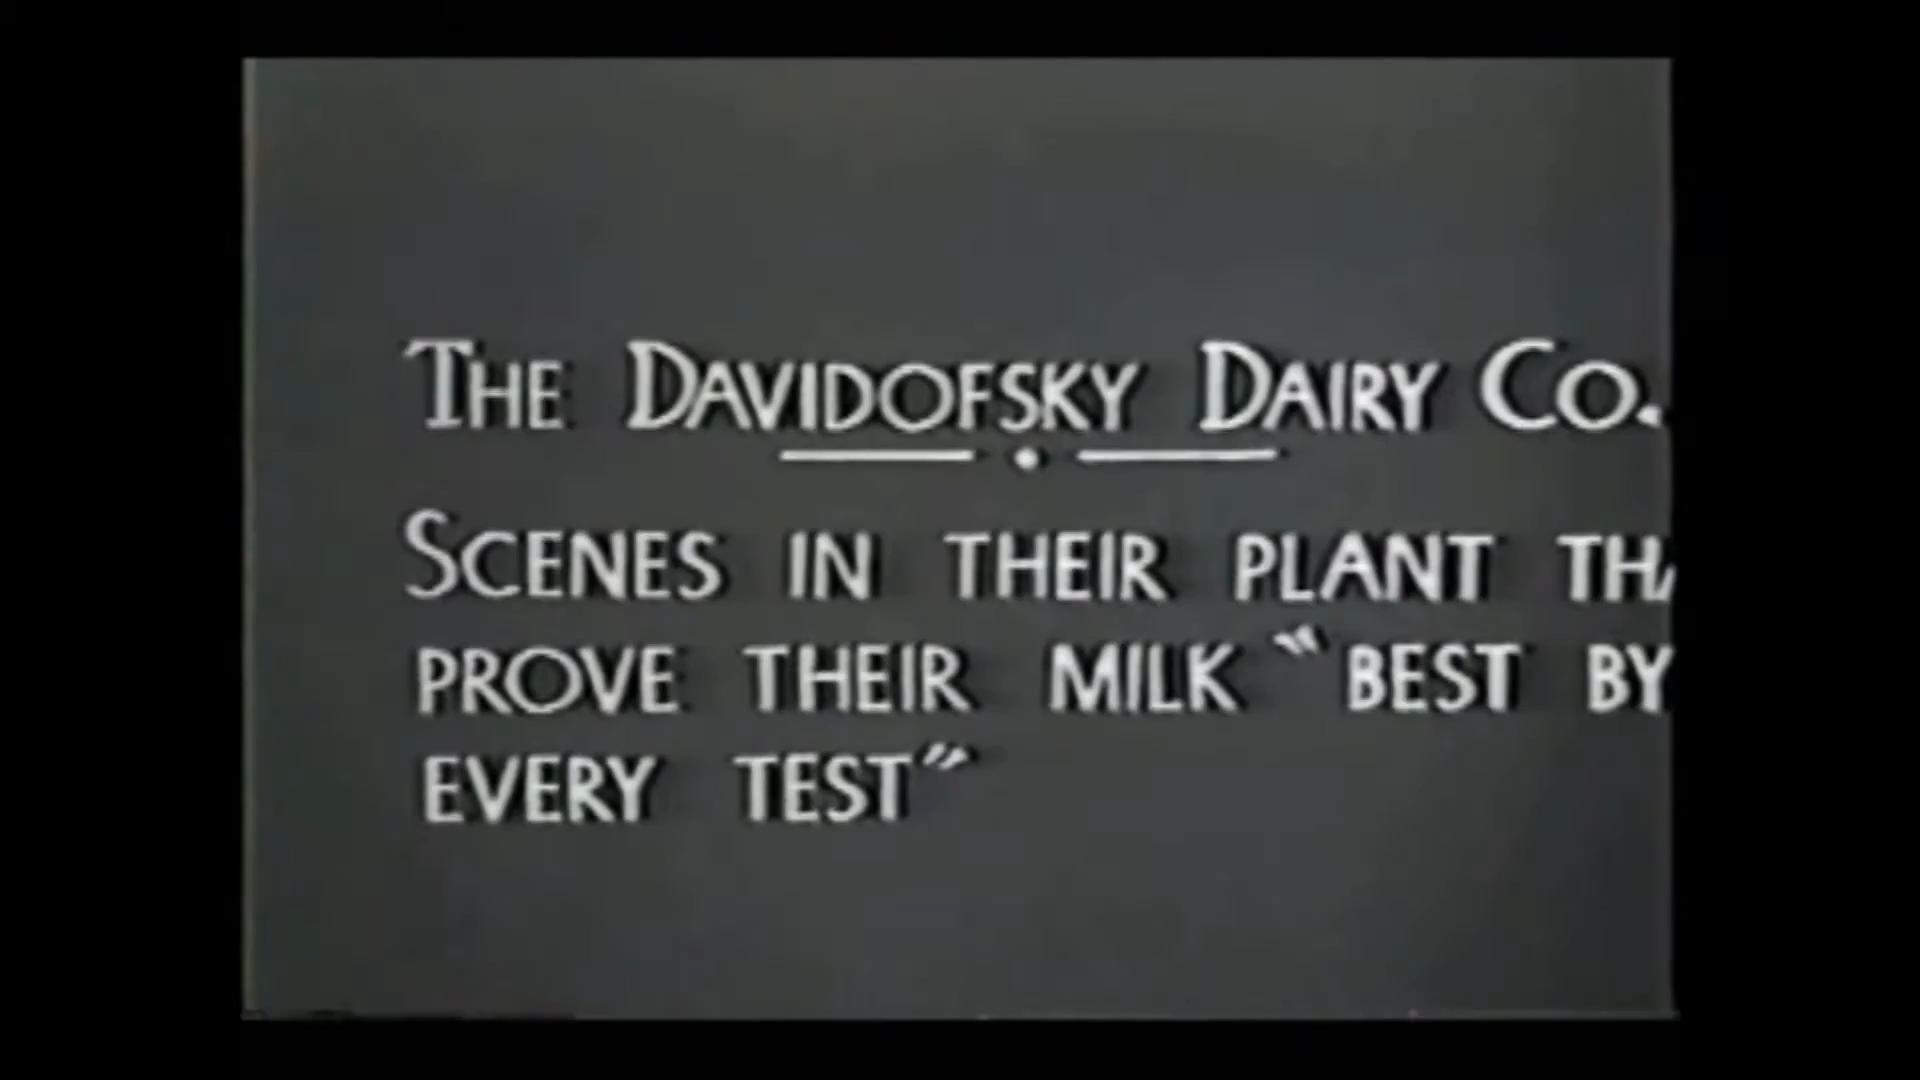 THE DAVIDOFSKY DAIRY CO.
SCENES IN THEIR PLANT
PROVE THEIR MILK "BEST BY
EVERY TEST"